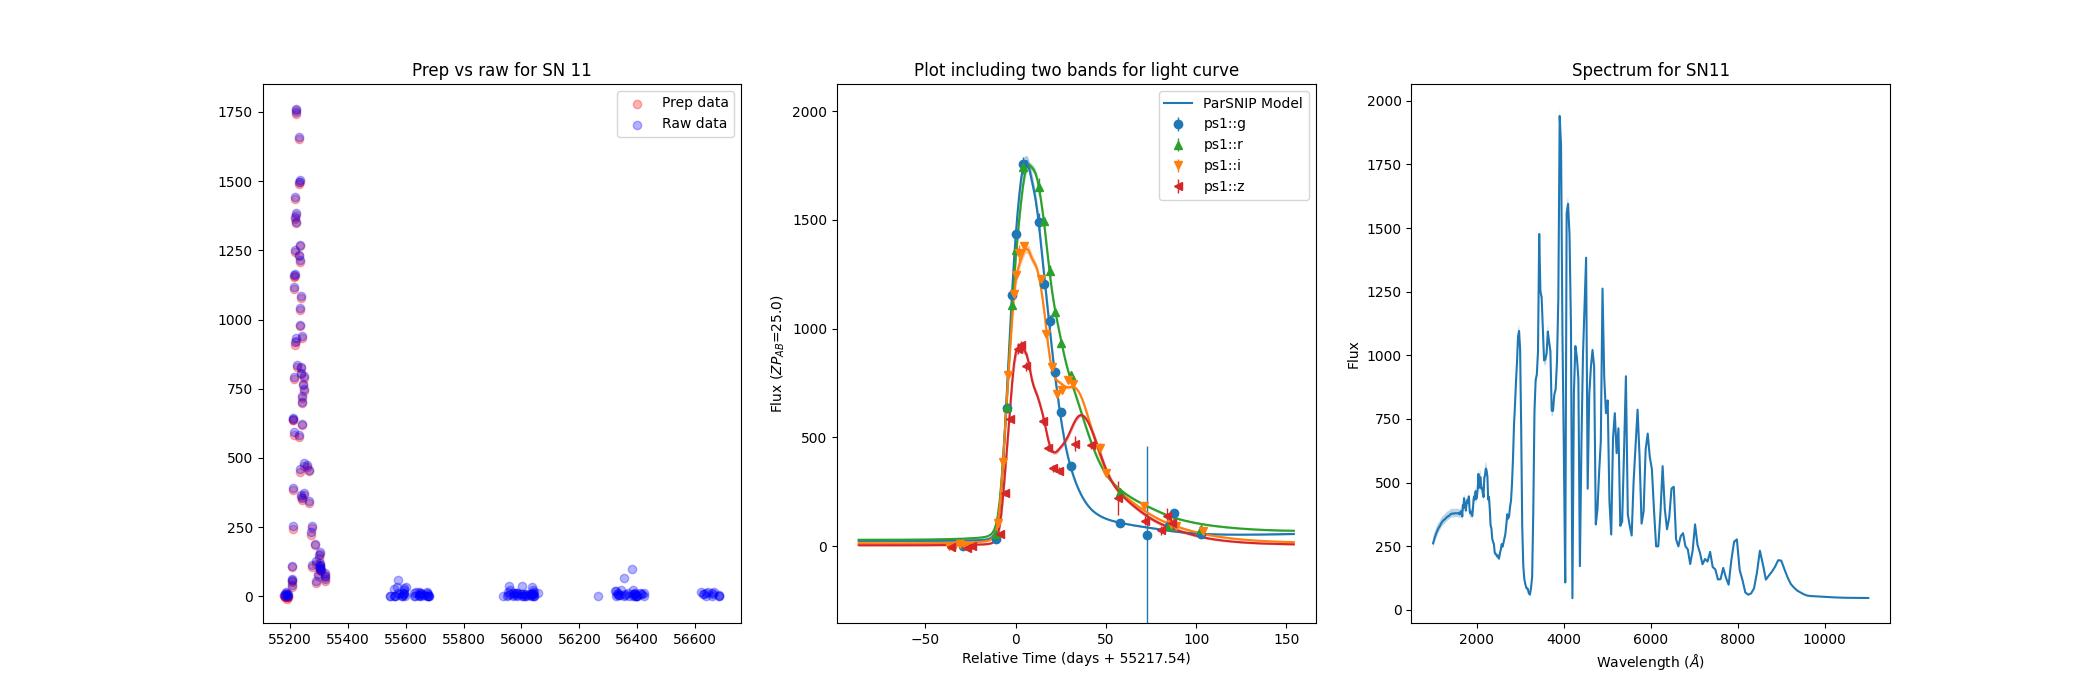 Prep vs raw for SN 11
1750
1500
1250
1000
750
500
250
0
55200 55400 55600 55800 56000 56200 56400 56600
Prep data
Raw data
Plot including two bands for light curve
Flux (ZP_AB=25.0)
2000
1500
1000
500
0
−50 0 50 100 150
Relative Time (days + 55217.54)
ParSNIP Model
ps1::g
ps1::r
ps1::i
ps1::z
Spectrum for SN11
Flux
2000
1750
1500
1250
1000
750
500
250
0
2000 4000 6000 8000 10000
Wavelength (Å)